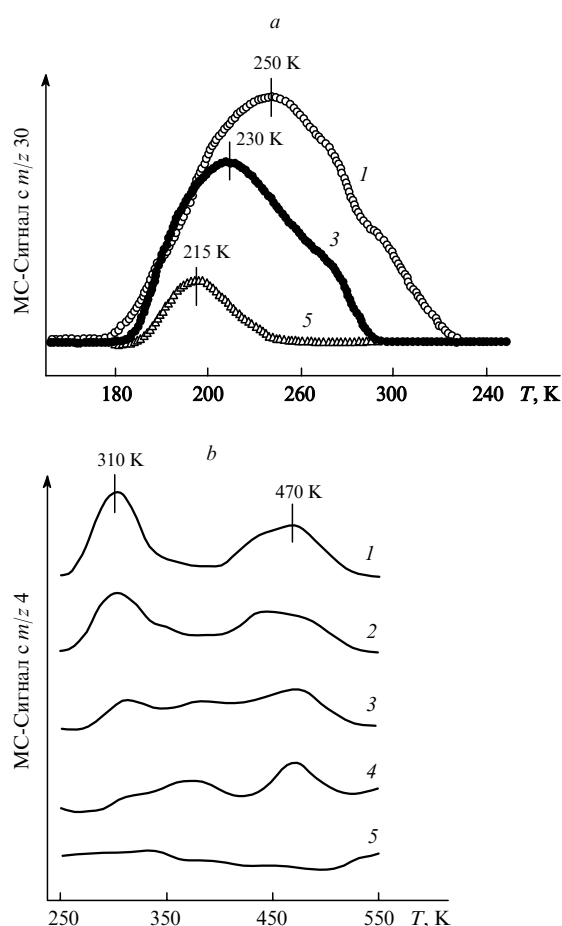 a
250 K
230 K
1
215 K
3
5
МС-Сигнал с m/z 30
180 200 260 300 240 T, K
b
310 K
470 K
1
2
3
4
5
МС-Сигнал с m/z 4
250 350 450 550 T, K